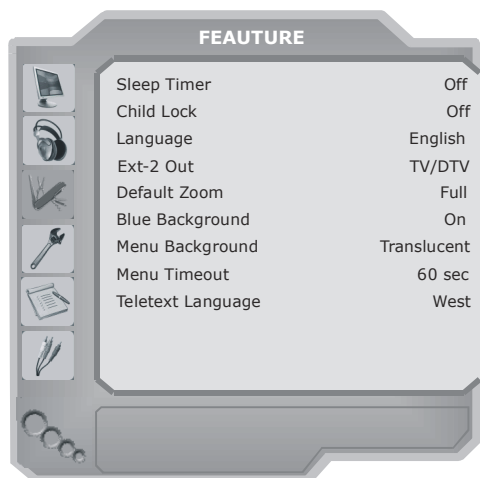 FEAUTURE
Sleep Timer Off
Child Lock Off
Language English
Ext-2 Out TV/DTV
Default Zoom Full
Blue Background On
Menu Background Translucent
Menu Timeout 60 sec
Teletext Language West